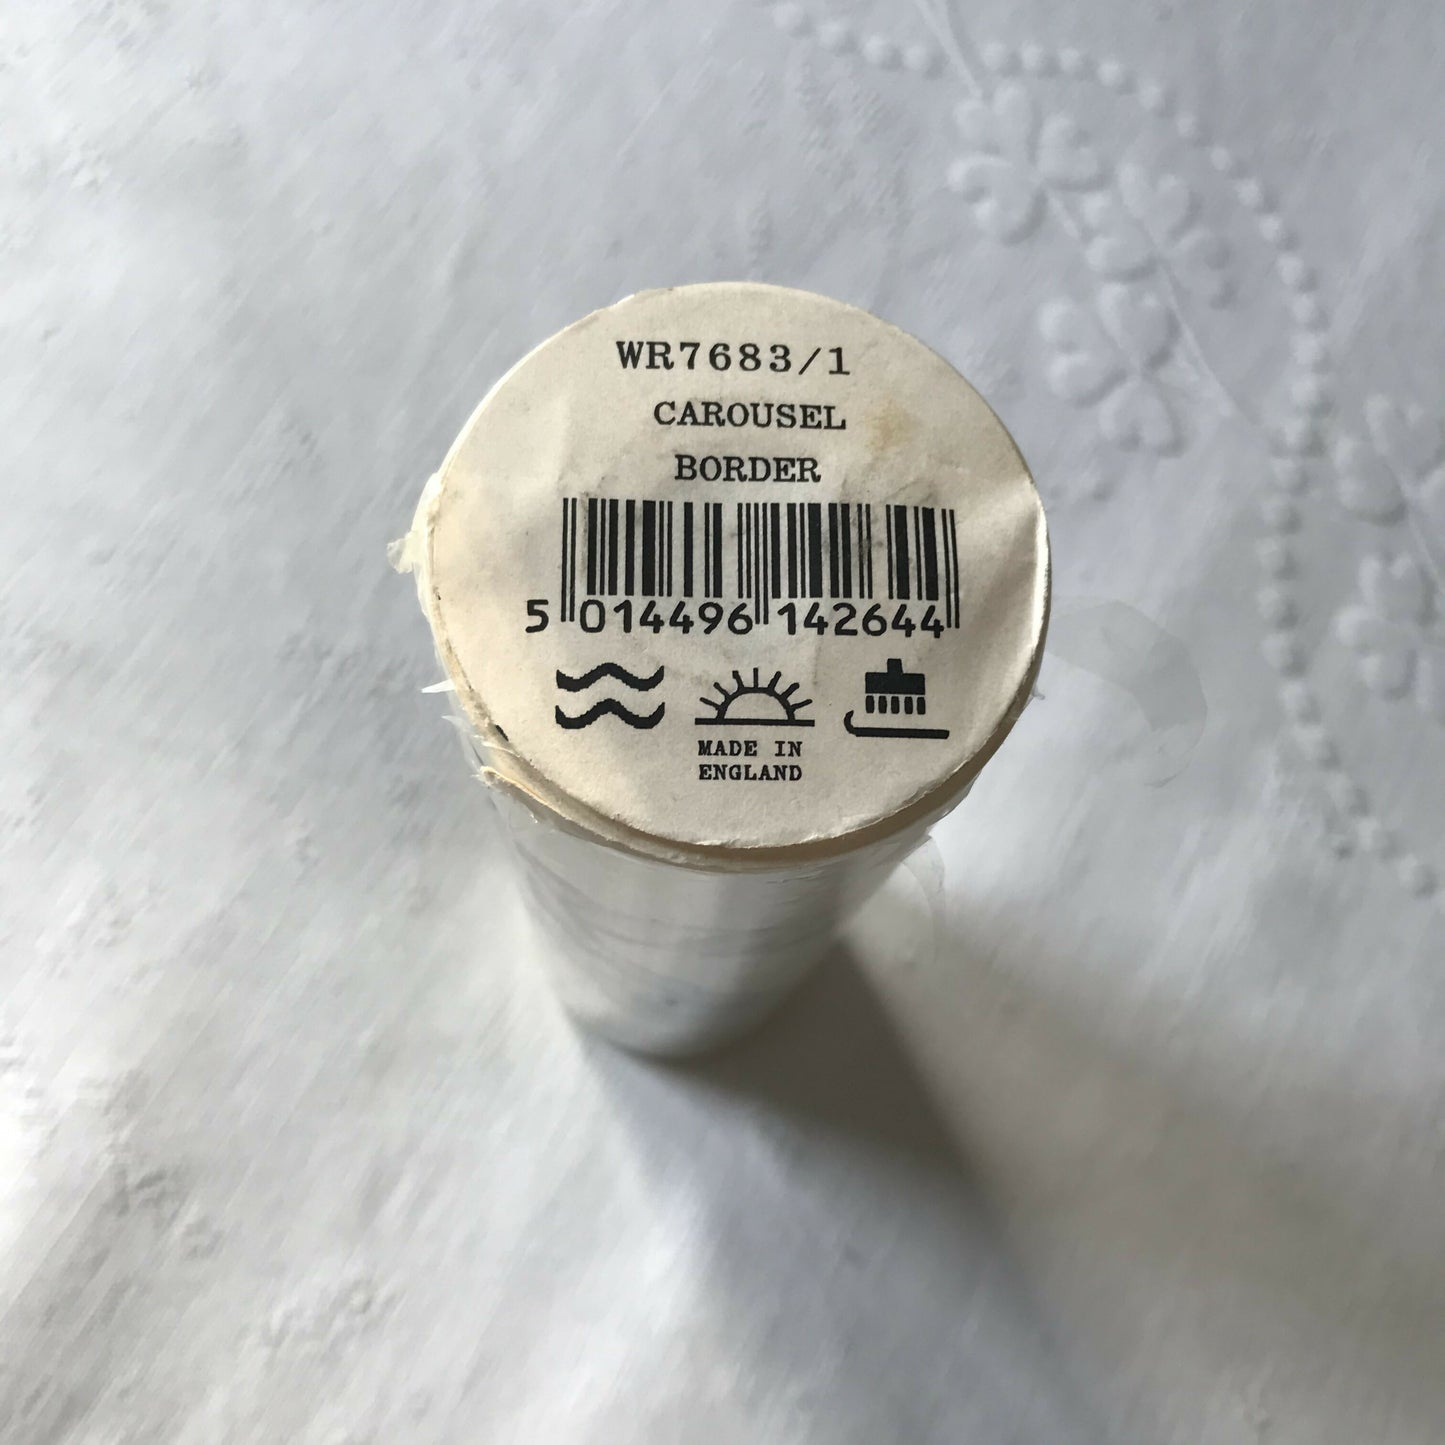 WR7683/1
CAROUSEL
BORDER
5 014496 142644
MADE IN
ENGLAND